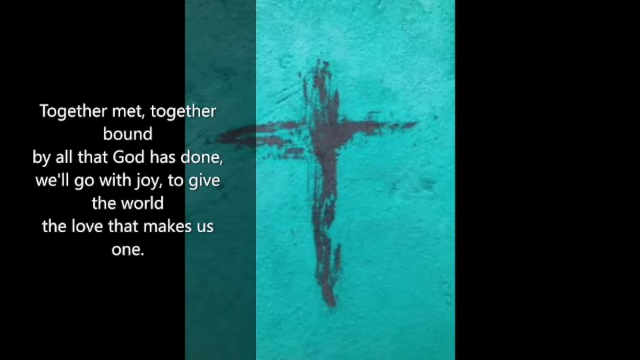 Together met, together
bound
by all that God has done,
we'll go with joy, to give
the world
the love that makes us
one.